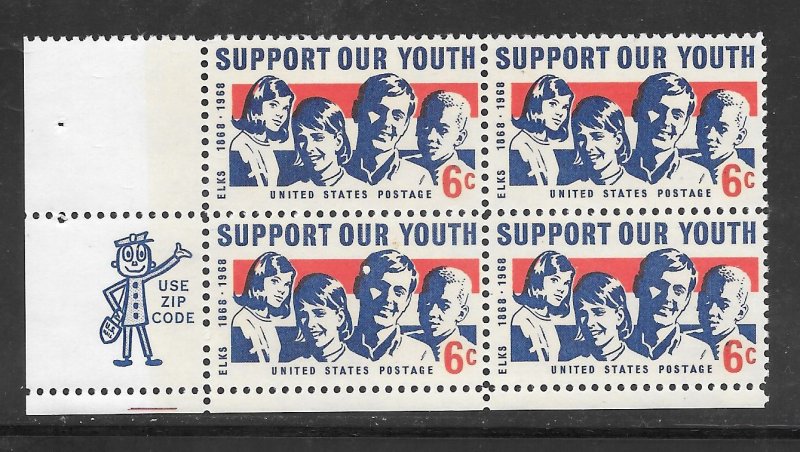 SUPPORT OUR YOUTH
ELKS 1868 · 1968
UNITED STATES POSTAGE 6c
SUPPORT OUR YOUTH
ELKS 1868 · 1968
UNITED STATES POSTAGE 6c
USE
ZIP
CODE
SUPPORT OUR YOUTH
ELKS 1868 · 1968
UNITED STATES POSTAGE 6c
SUPPORT OUR YOUTH
ELKS 1868 · 1968
UNITED STATES POSTAGE 6c